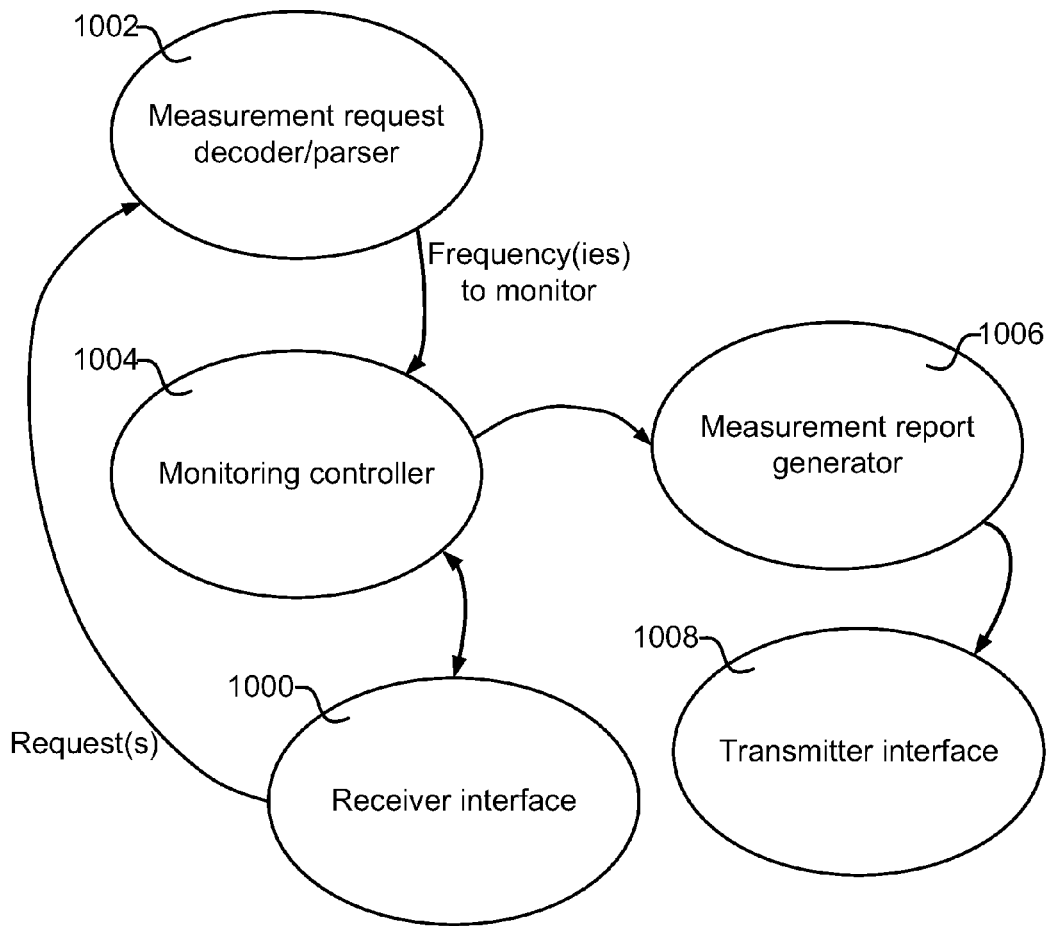 1002
Measurement request
decoder/parser
Frequency(ies)
to monitor
1004
Monitoring controller
1006
Measurement report
generator
1008
Transmitter interface
1000
Request(s)
Receiver interface